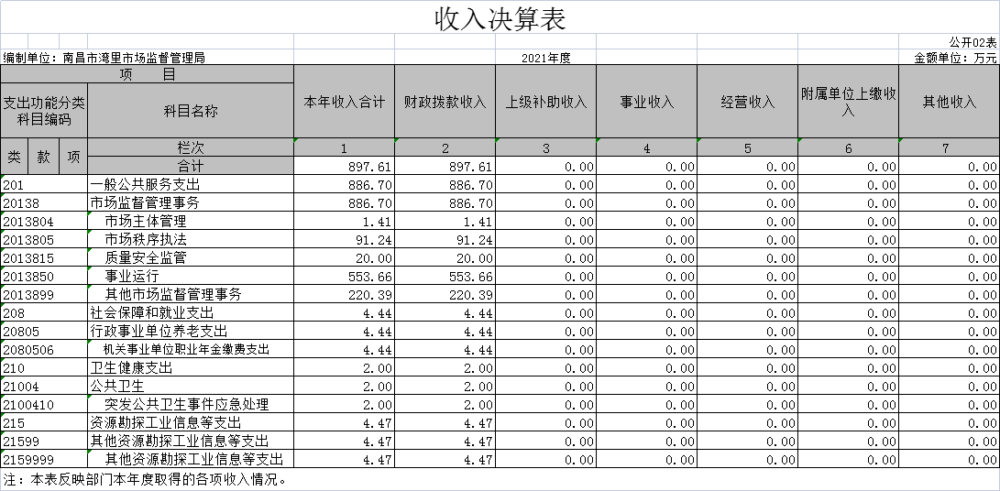 收入决算表
公开02表
编制单位：南昌市湾里市场监督管理局 2021年度 金额单位：万元
项 目 本年收入合计 财政拨款收入 上级补助收入 事业收入 经营收入 附属单位上缴收入 其他收入
支出功能分类科目编码 科目名称
类 款 项 栏次 1 2 3 4 5 6 7
合计 897.61 897.61 0.00 0.00 0.00 0.00 0.00
201 一般公共服务支出 886.70 886.70 0.00 0.00 0.00 0.00 0.00
20138 市场监督管理事务 886.70 886.70 0.00 0.00 0.00 0.00 0.00
2013804 市场主体管理 1.41 1.41 0.00 0.00 0.00 0.00 0.00
2013805 市场秩序执法 91.24 91.24 0.00 0.00 0.00 0.00 0.00
2013815 质量安全监管 20.00 20.00 0.00 0.00 0.00 0.00 0.00
2013850 事业运行 553.66 553.66 0.00 0.00 0.00 0.00 0.00
2013899 其他市场监督管理事务 220.39 220.39 0.00 0.00 0.00 0.00 0.00
208 社会保障和就业支出 4.44 4.44 0.00 0.00 0.00 0.00 0.00
20805 行政事业单位养老支出 4.44 4.44 0.00 0.00 0.00 0.00 0.00
2080506 机关事业单位职业年金缴费支出 4.44 4.44 0.00 0.00 0.00 0.00 0.00
210 卫生健康支出 2.00 2.00 0.00 0.00 0.00 0.00 0.00
21004 公共卫生 2.00 2.00 0.00 0.00 0.00 0.00 0.00
2100410 突发公共卫生事件应急处理 2.00 2.00 0.00 0.00 0.00 0.00 0.00
215 资源勘探工业信息等支出 4.47 4.47 0.00 0.00 0.00 0.00 0.00
21599 其他资源勘探工业信息等支出 4.47 4.47 0.00 0.00 0.00 0.00 0.00
2159999 其他资源勘探工业信息等支出 4.47 4.47 0.00 0.00 0.00 0.00 0.00
注：本表反映部门本年度取得的各项收入情况。